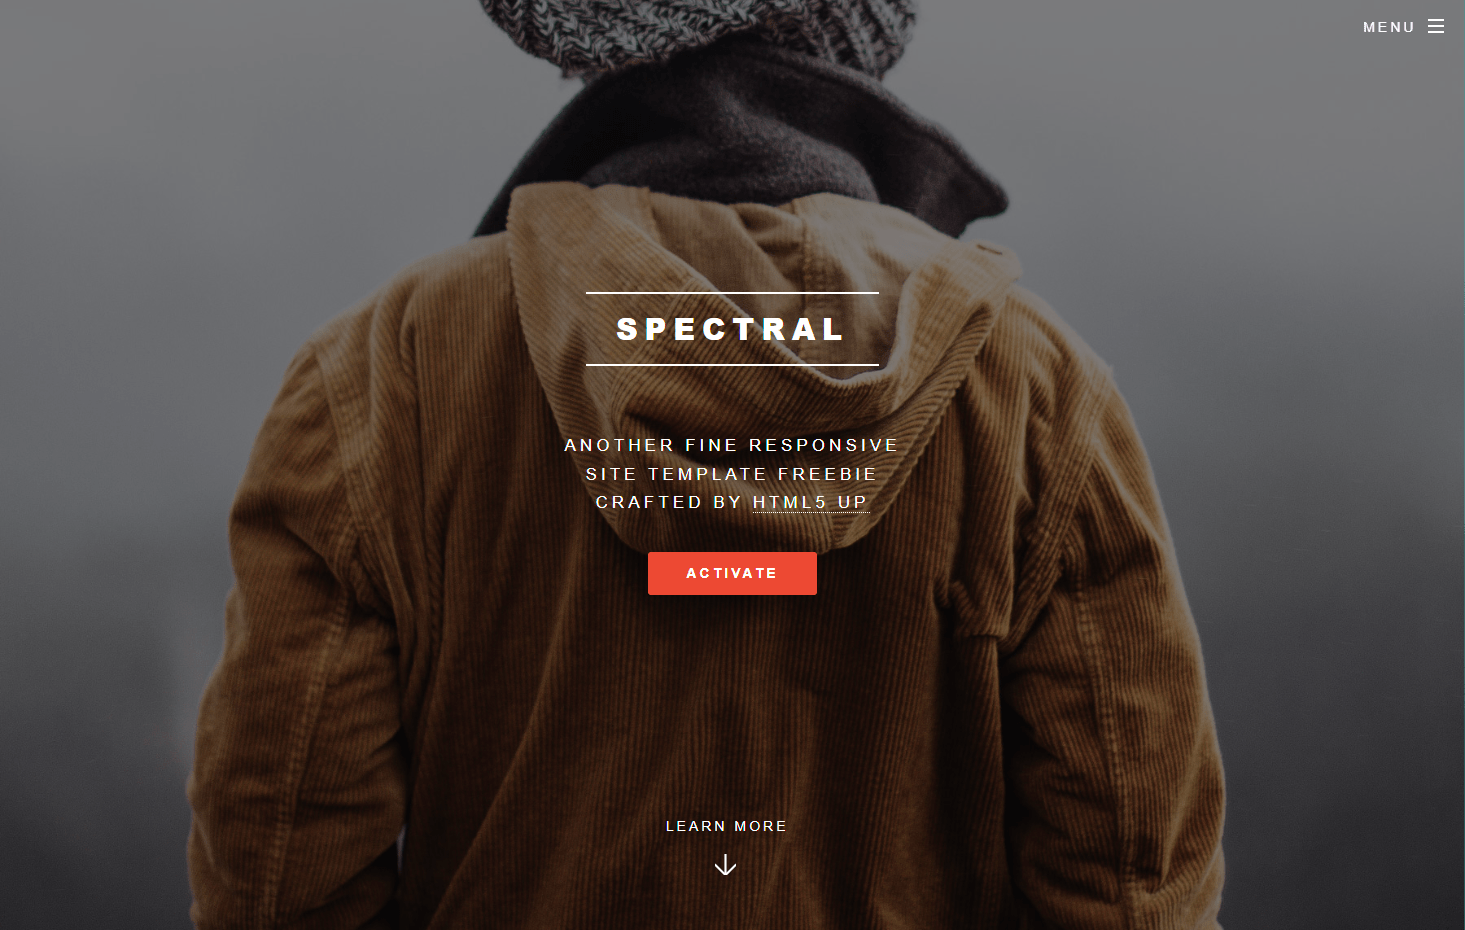 MENU
SPECTRAL
ANOTHER FINE RESPONSIVE
SITE TEMPLATE FREEBIE
CRAFTED BY HTML5 UP
ACTIVATE
LEARN MORE